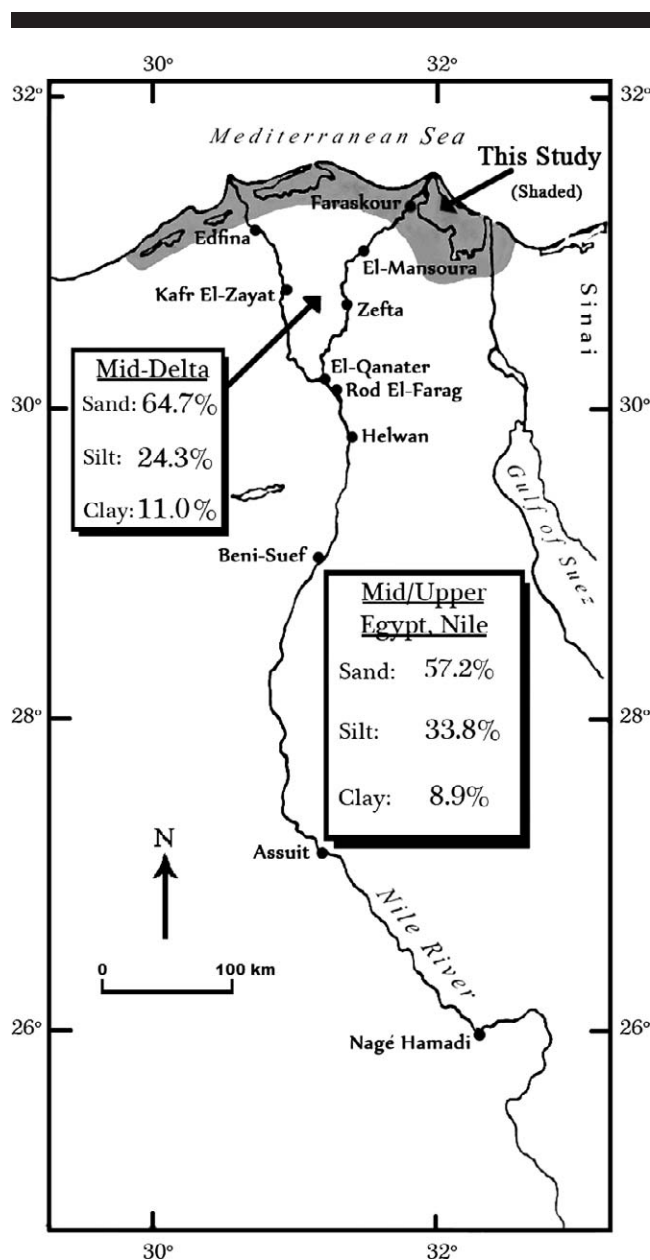 30°
32°
32°
32°
Mediterranean Sea
This Study
(Shaded)
Faraskour
Edfina
El-Mansoura
Kafr El-Zayat
Zefta
Sinai
Mid-Delta
Sand: 64.7%
Silt: 24.3%
Clay: 11.0%
El-Qanater
Rod El-Farag
30°
30°
Helwan
Gulf of Suez
Beni-Suef
Mid/Upper
Egypt, Nile
Sand: 57.2%
Silt: 33.8%
Clay: 8.9%
28°
28°
N
Assuit
Nile River
0 100 km
26°
26°
Nagé Hamadi
30°
32°